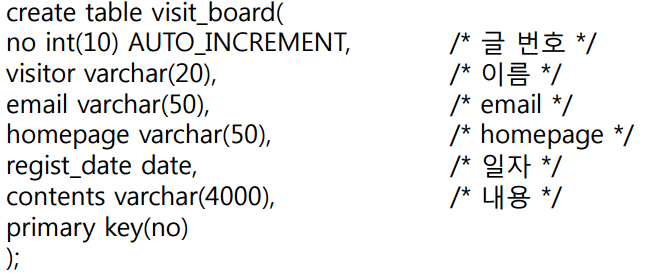 create table visit_board(
no int(10) AUTO_INCREMENT, /* 글 번호 */
visitor varchar(20), /* 이름 */
email varchar(50), /* email */
homepage varchar(50), /* homepage */
regist_date date, /* 일자 */
contents varchar(4000), /* 내용 */
primary key(no)
);